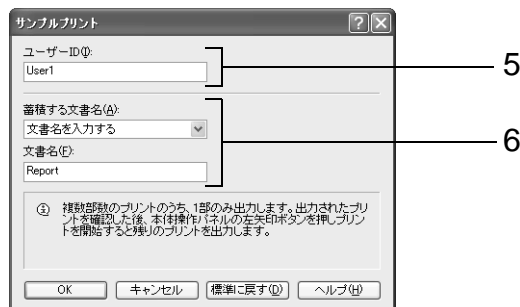 サンプルプリント
ユーザーID(I):
User1
5
蓄積する文書名(A):
文書名を入力する
6
文書名(F):
Report
複数部数のプリントのうち、1部のみ出力します。出力されたプリ
ントを確認した後、本体操作パネルの左矢印ボタンを押しプリン
トを開始すると残りのプリントを出力します。
OK キャンセル 標準に戻す(D) ヘルプ(H)